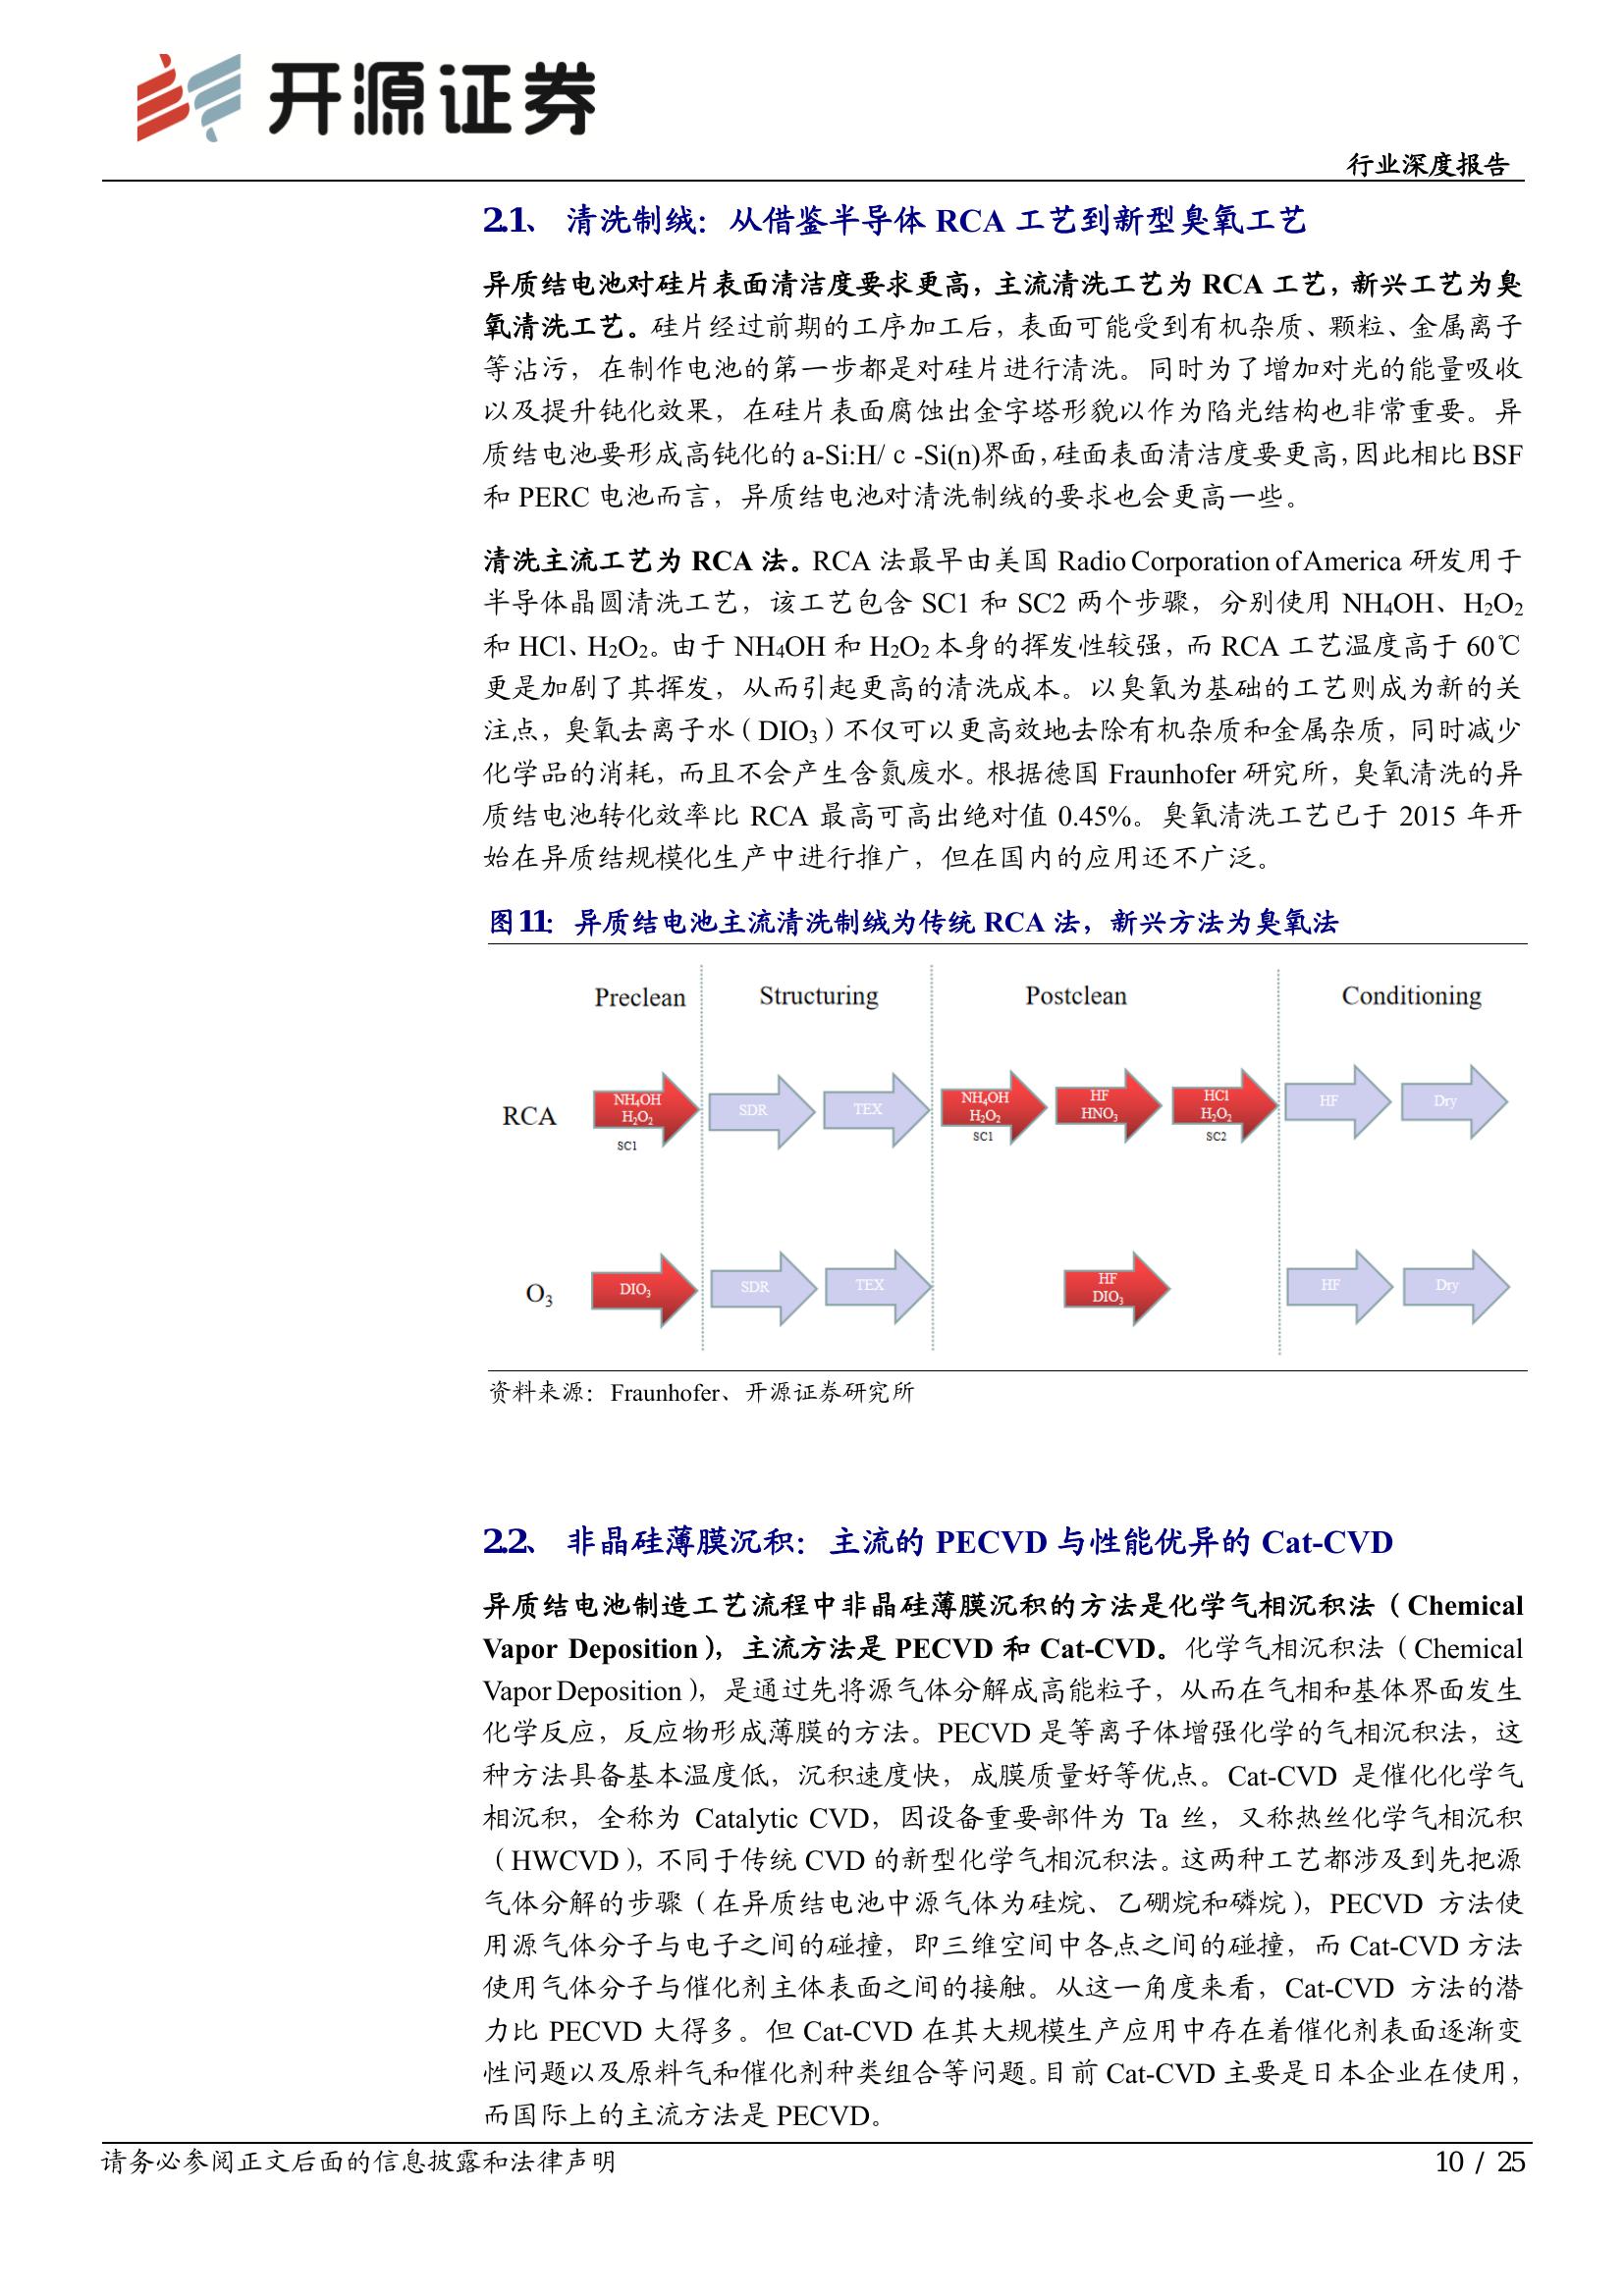 开源证券
行业深度报告
2.1、 清洗制绒：从借鉴半导体 RCA 工艺到新型臭氧工艺
异质结电池对硅片表面清洁度要求更高，主流清洗工艺为 RCA 工艺，新兴工艺为臭
氧清洗工艺。硅片经过前期的工序加工后，表面可能受到有机杂质、颗粒、金属离子
等沾污，在制作电池的第一步都是对硅片进行清洗。同时为了增加对光的能量吸收
以及提升钝化效果，在硅片表面腐蚀出金字塔形貌以作为陷光结构也非常重要。异
质结电池要形成高钝化的 a-Si:H/ｃ-Si(n)界面，硅面表面清洁度要更高，因此相比 BSF
和 PERC 电池而言，异质结电池对清洗制绒的要求也会更高一些。
清洗主流工艺为 RCA 法。RCA 法最早由美国 Radio Corporation of America 研发用于
半导体晶圆清洗工艺，该工艺包含 SC1 和 SC2 两个步骤，分别使用 NH₄OH、H₂O₂
和 HCl、H₂O₂。由于 NH₄OH 和 H₂O₂ 本身的挥发性较强，而 RCA 工艺温度高于 60℃
更是加剧了其挥发，从而引起更高的清洗成本。以臭氧为基础的工艺则成为新的关
注点，臭氧去离子水（DIO₃）不仅可以更高效地去除有机杂质和金属杂质，同时减少
化学品的消耗，而且不会产生含氮废水。根据德国 Fraunhofer 研究所，臭氧清洗的异
质结电池转化效率比 RCA 最高可高出绝对值 0.45%。臭氧清洗工艺已于 2015 年开
始在异质结规模化生产中进行推广，但在国内的应用还不广泛。
图11：异质结电池主流清洗制绒为传统 RCA 法，新兴方法为臭氧法
Preclean Structuring Postclean Conditioning
RCA
NH₄OH
H₂O₂
SC1
SDR
TEX
NH₄OH
H₂O₂
SC1
HF
HNO₃
HCl
H₂O₂
SC2
HF
Dry
O₃
DIO₃
SDR
TEX
HF
DIO₃
HF
Dry
资料来源：Fraunhofer、开源证券研究所
2.2、 非晶硅薄膜沉积：主流的 PECVD 与性能优异的 Cat-CVD
异质结电池制造工艺流程中非晶硅薄膜沉积的方法是化学气相沉积法（Chemical
Vapor Deposition），主流方法是 PECVD 和 Cat-CVD。化学气相沉积法（Chemical
Vapor Deposition），是通过先将源气体分解成高能粒子，从而在气相和基体界面发生
化学反应，反应物形成薄膜的方法。PECVD 是等离子体增强化学的气相沉积法，这
种方法具备基本温度低，沉积速度快，成膜质量好等优点。Cat-CVD 是催化化学气
相沉积，全称为 Catalytic CVD，因设备重要部件为 Ta 丝，又称热丝化学气相沉积
（HWCVD），不同于传统 CVD 的新型化学气相沉积法。这两种工艺都涉及到先把源
气体分解的步骤（在异质结电池中源气体为硅烷、乙硼烷和磷烷），PECVD 方法使
用源气体分子与电子之间的碰撞，即三维空间中各点之间的碰撞，而 Cat-CVD 方法
使用气体分子与催化剂主体表面之间的接触。从这一角度来看，Cat-CVD 方法的潜
力比 PECVD 大得多。但 Cat-CVD 在其大规模生产应用中存在着催化剂表面逐渐变
性问题以及原料气和催化剂种类组合等问题。目前 Cat-CVD 主要是日本企业在使用，
而国际上的主流方法是 PECVD。
请务必参阅正文后面的信息披露和法律声明
10 / 25